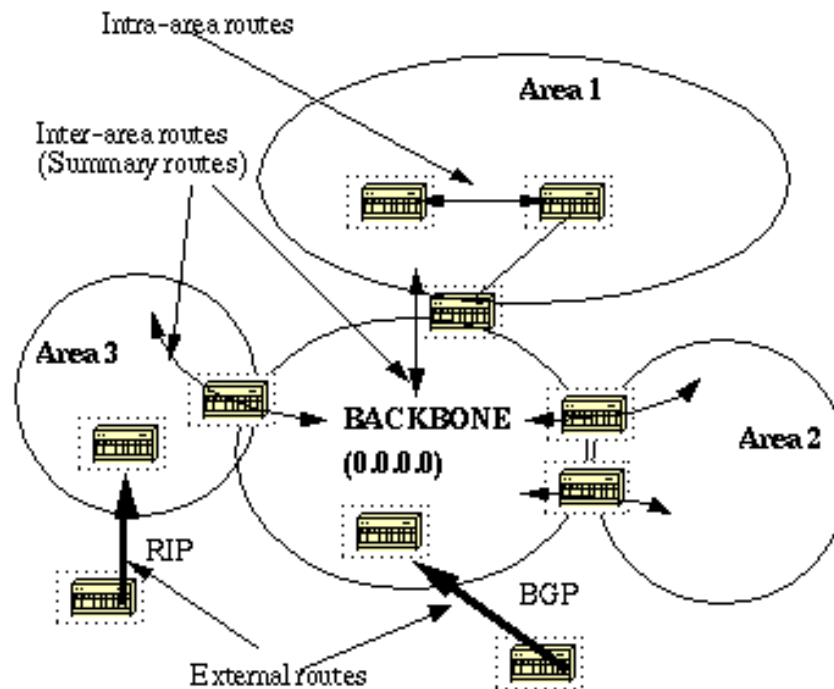 Intra-area routes
Area 1
Inter-area routes
(Summary routes)
Area 3
BACKBONE
(0.0.0.0)
Area 2
RIP
BGP
External routes